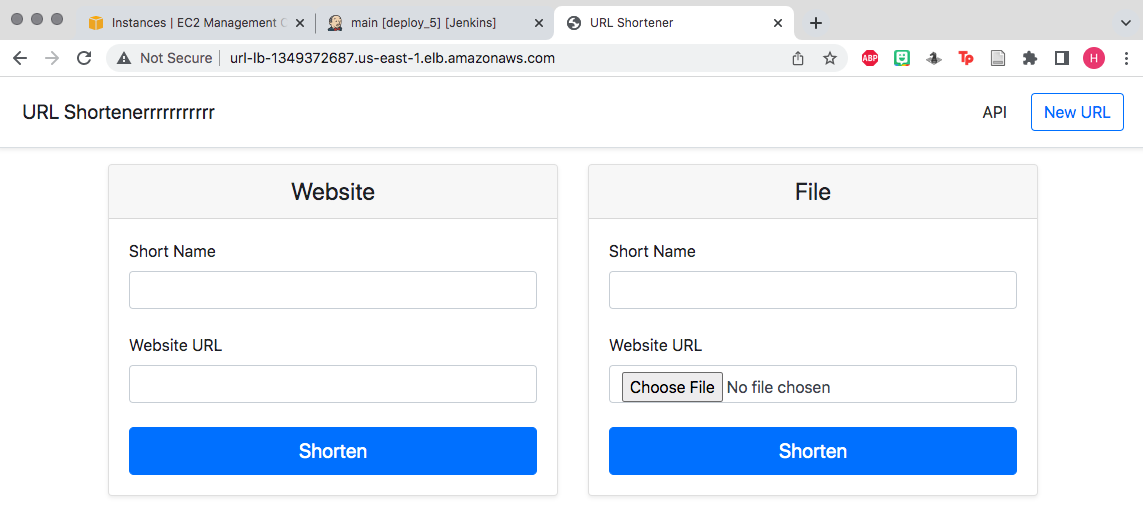 Instances | EC2 Management C
main [deploy_5] [Jenkins]
URL Shortener
Not Secure
url-lb-1349372687.us-east-1.elb.amazonaws.com
ABP
Tp
H
URL Shortenerrrrrrrrrrr
API
New URL
Website
Short Name
Website URL
Shorten
File
Short Name
Website URL
Choose File No file chosen
Shorten